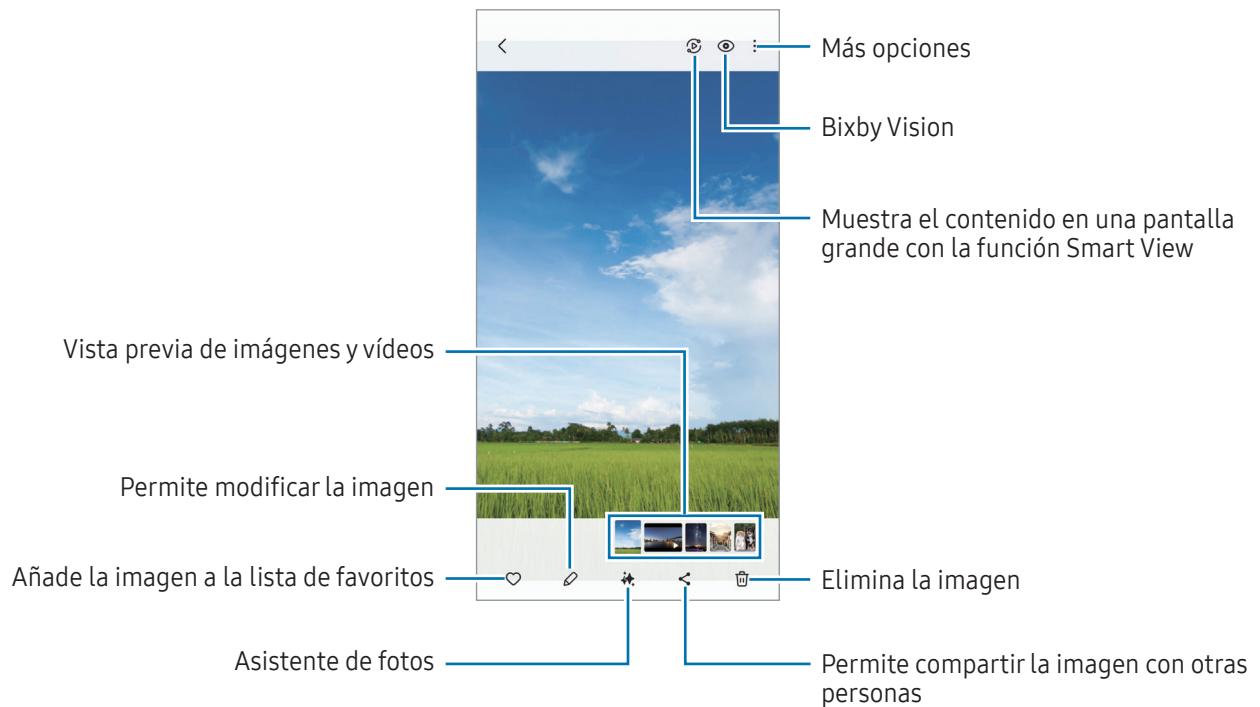 Más opciones
Bixby Vision
Muestra el contenido en una pantalla
grande con la función Smart View
Vista previa de imágenes y vídeos
Permite modificar la imagen
Añade la imagen a la lista de favoritos
Elimina la imagen
Asistente de fotos
Permite compartir la imagen con otras
personas